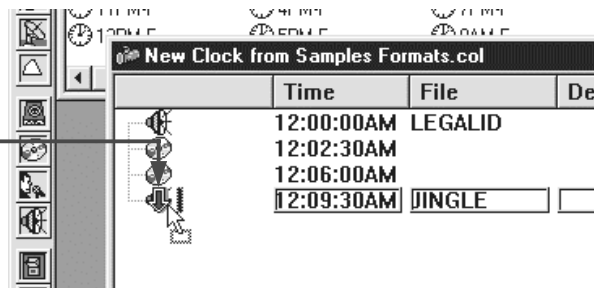 New Clock from Samples Formats.col
Time File De
12:00:00AM LEGALID
12:02:30AM
12:06:00AM
12:09:30AM JINGLE